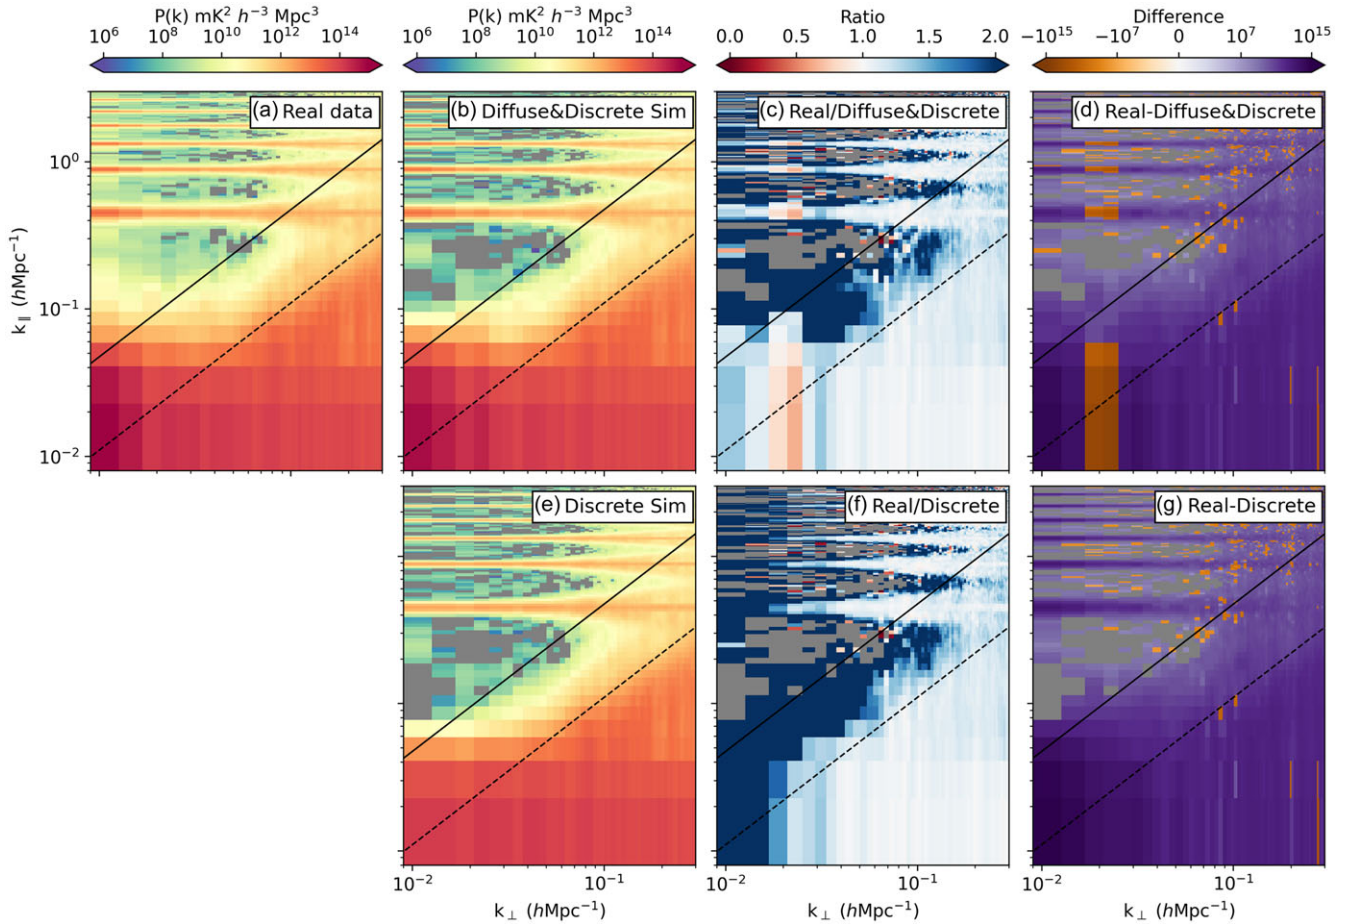 P(k) mK² h⁻³ Mpc³
P(k) mK² h⁻³ Mpc³
Ratio
Difference
10⁶ 10⁸ 10¹⁰ 10¹² 10¹⁴
10⁶ 10⁸ 10¹⁰ 10¹² 10¹⁴
0.0 0.5 1.0 1.5 2.0
−10¹⁵ −10⁷ 0 10⁷ 10¹⁵
(a) Real data
(b) Diffuse&Discrete Sim
(c) Real/Diffuse&Discrete
(d) Real-Diffuse&Discrete
10⁰
10⁻¹
10⁻²
k∥ (hMpc⁻¹)
(e) Discrete Sim
(f) Real/Discrete
(g) Real-Discrete
10⁻² 10⁻¹
10⁻² 10⁻¹
10⁻² 10⁻¹
k⊥ (hMpc⁻¹)
k⊥ (hMpc⁻¹)
k⊥ (hMpc⁻¹)